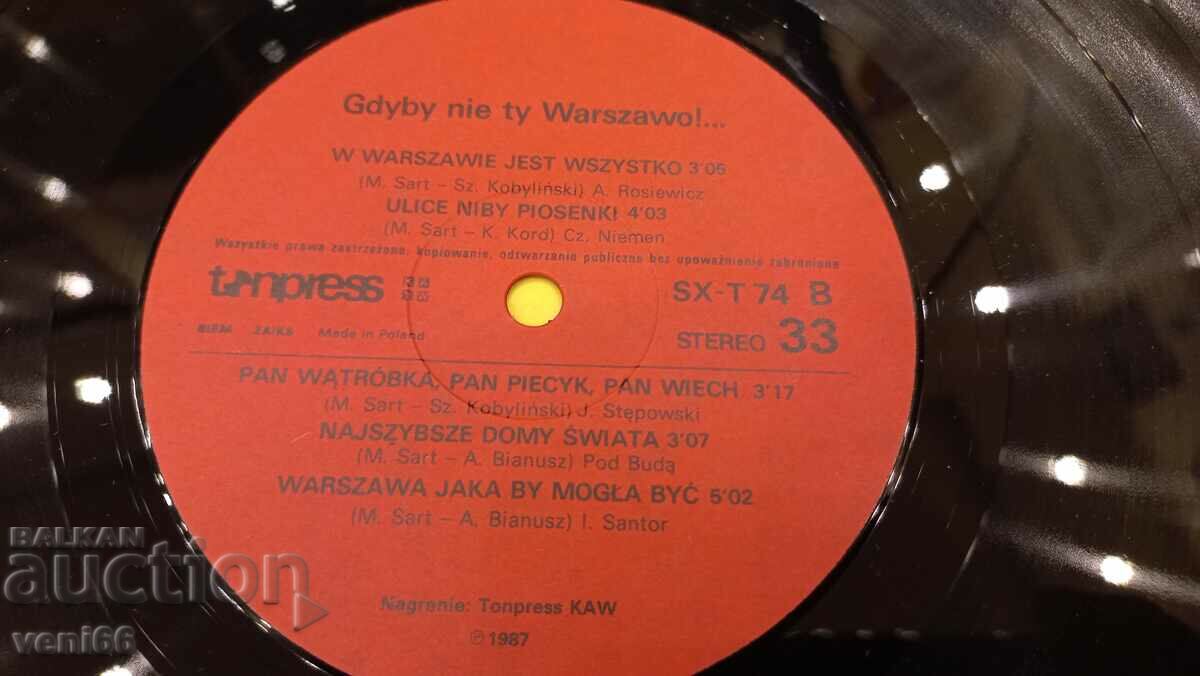 Gdyby nie ty Warszawo!...
W WARSZAWIE JEST WSZYSTKO 3'05
(M. Sart – Sz. Kobyliński) A. Rosiewicz
ULICE NIBY PIOSENKI 4'03
(M. Sart – K. Kord) Cz. Niemen
Wszystkie prawa zastrzeżone, kopiowanie, odtwarzanie publiczne bez upoważnienia zabronione
tonpress
SX-T 74 B
BIEM ZAIKS Made in Poland
STEREO 33
PAN WĄTRÓBKA, PAN PIECYK, PAN WIECH 3'17
(M. Sart – Sz. Kobyliński) J. Stępowski
NAJSZYBSZE DOMY ŚWIATA 3'07
(M. Sart – A. Bianusz) Pod Budą
WARSZAWA JAKA BY MOGŁA BYĆ 5'02
(M. Sart – A. Bianusz) I. Santor
Nagrenie: Tonpress KAW
Ⓟ 1987
BALKAN
auction
veni66